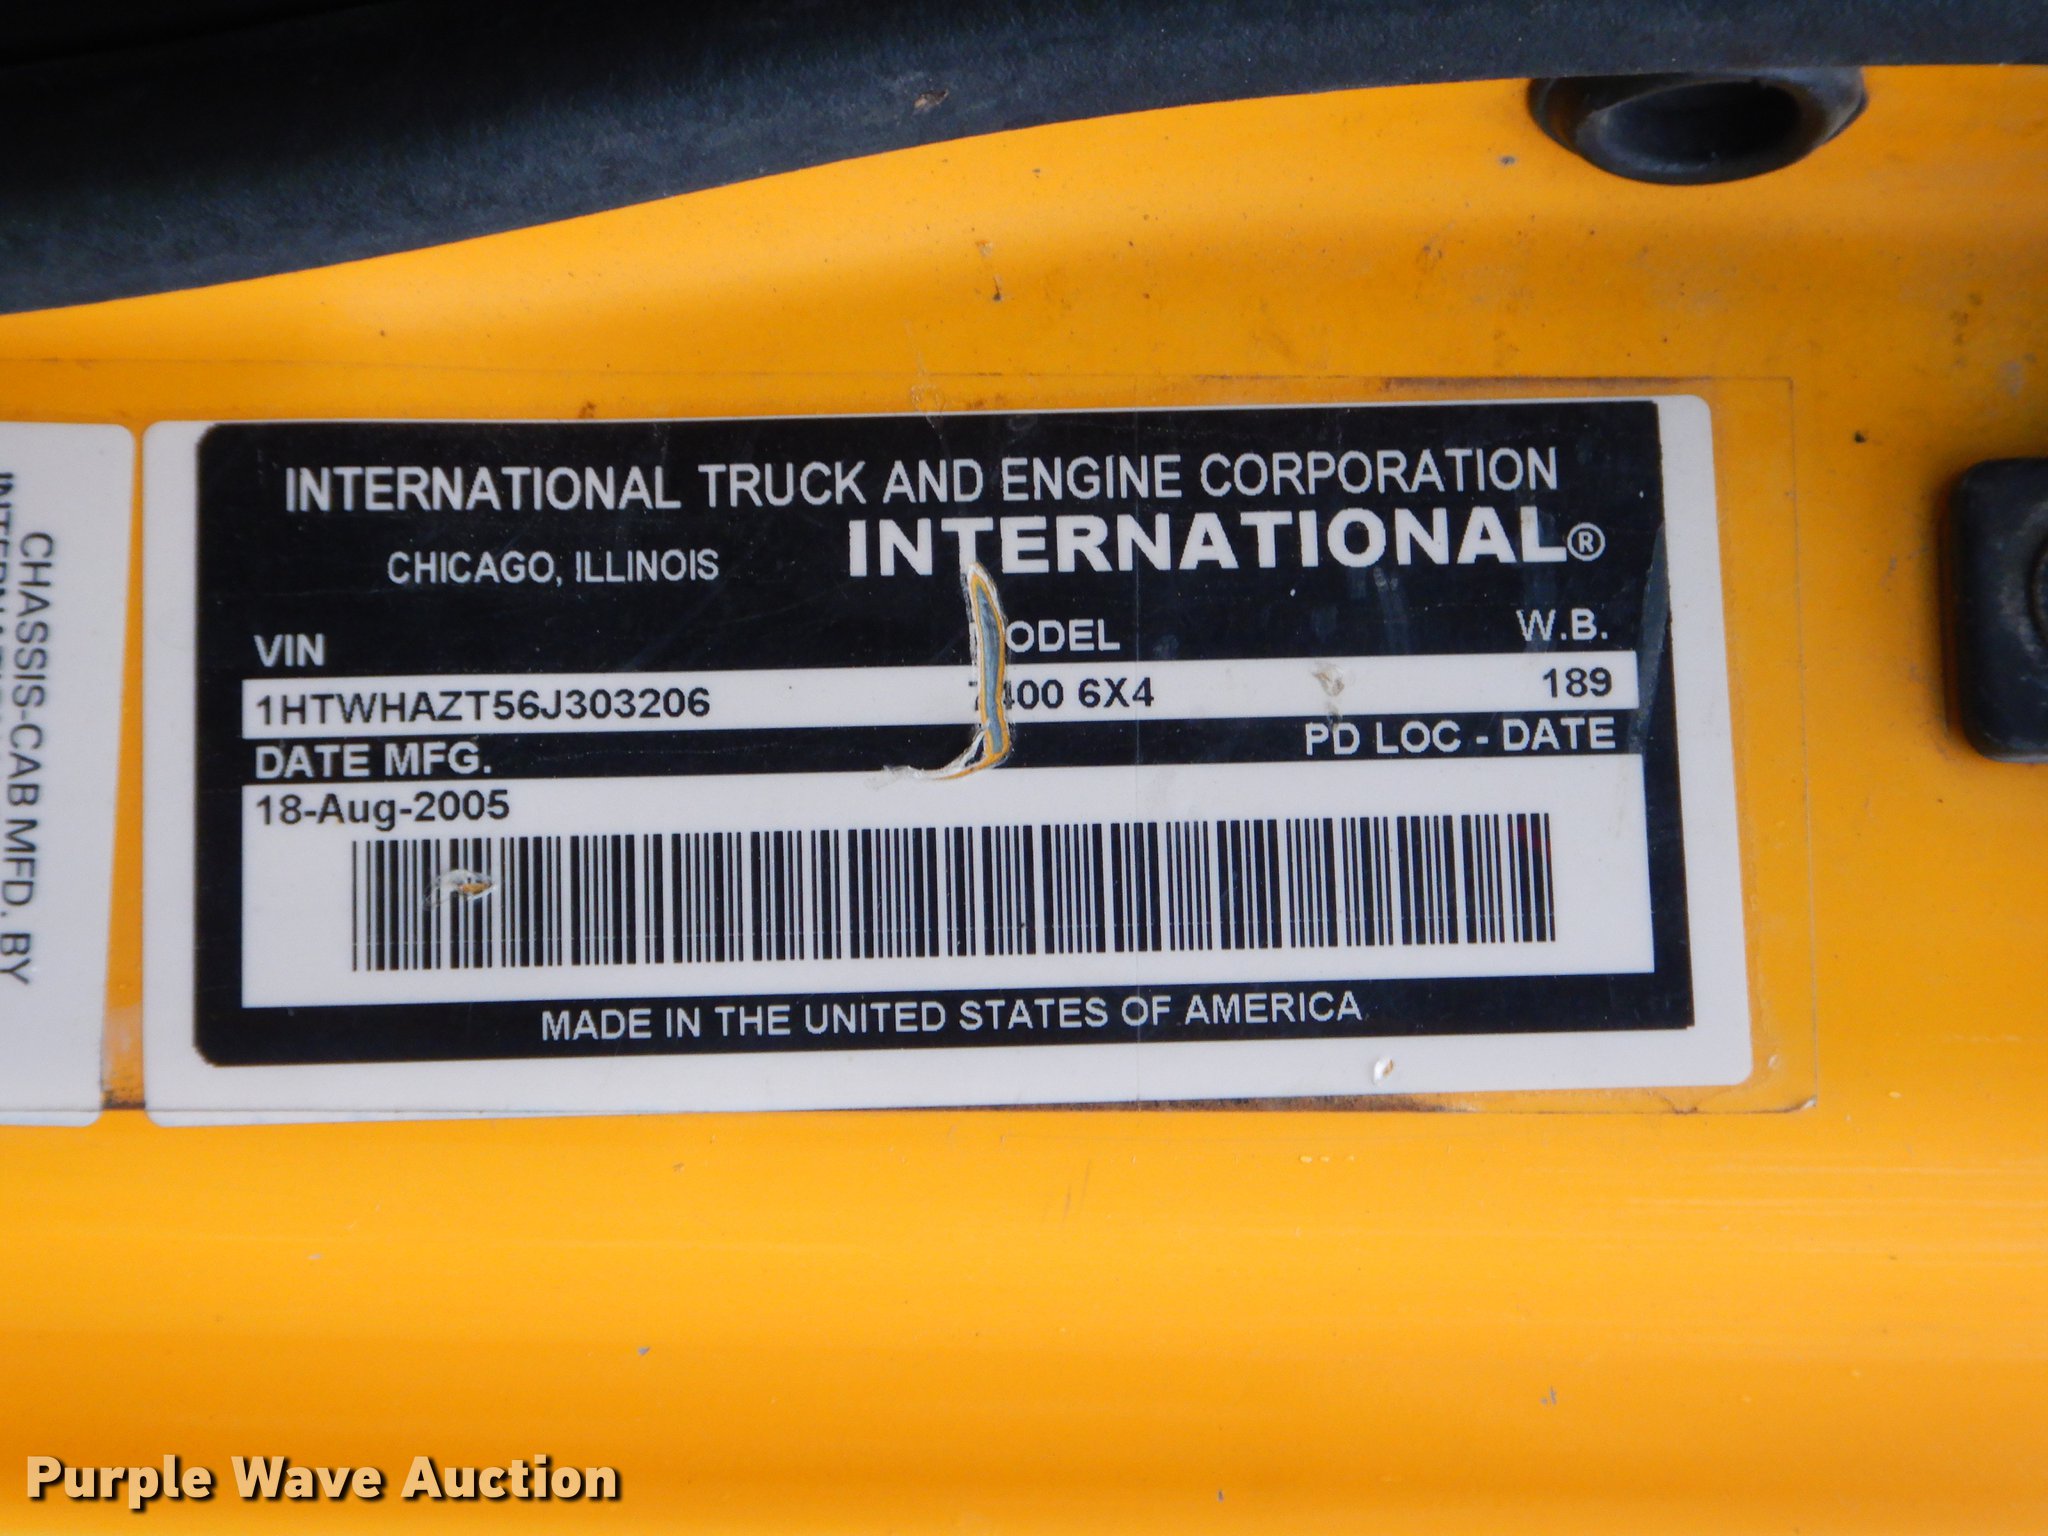 INTERNATIONAL TRUCK AND ENGINE CORPORATION
CHICAGO, ILLINOIS INTERNATIONAL®
VIN ODEL W.B.
1HTWHAZT56J303206 400 6X4 189
DATE MFG. PD LOC - DATE
18-Aug-2005
MADE IN THE UNITED STATES OF AMERICA
CHASSIS-CAB MFD. BY
Purple Wave Auction